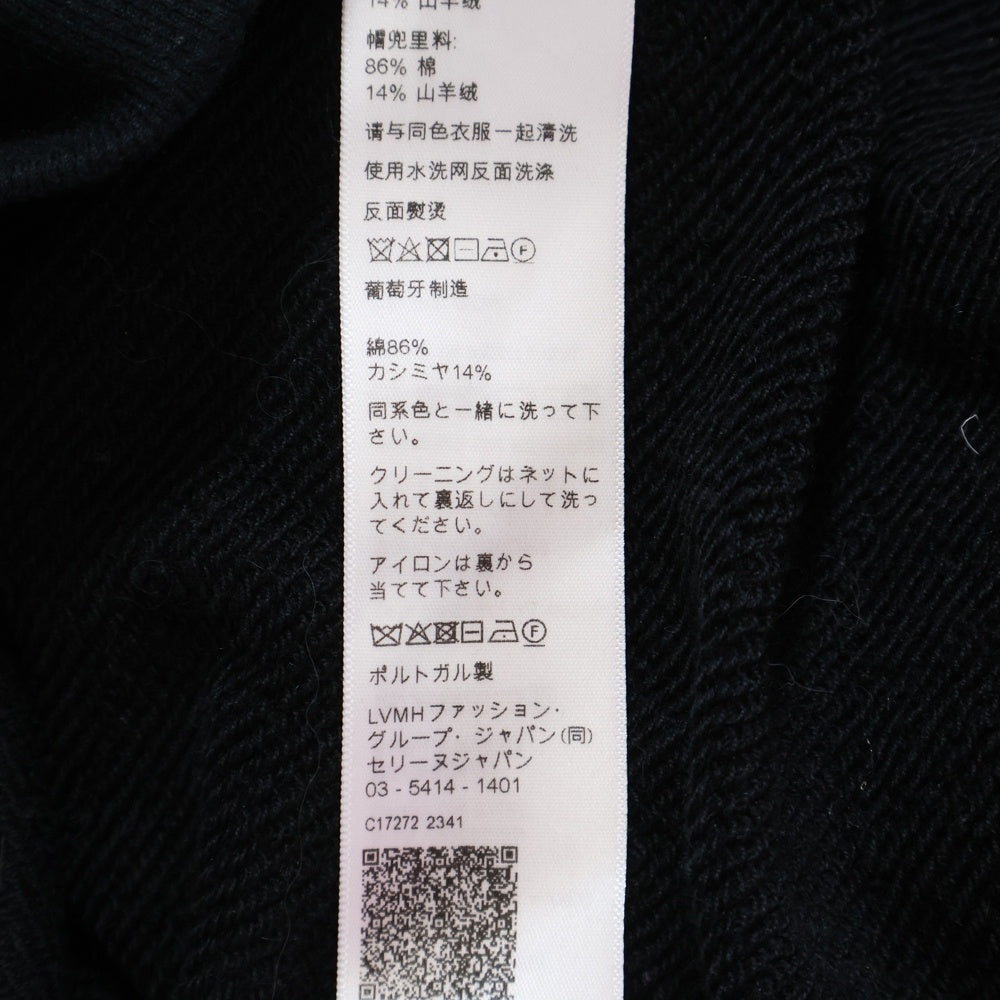 14% 山羊绒
帽兜里料:
86% 棉
14% 山羊绒
请与同色衣服一起清洗
使用水洗网反面洗涤
反面熨烫
F
葡萄牙制造
綿86%
カシミヤ14%
同系色と一緒に洗って下
さい。
クリーニングはネットに
入れて裏返しにして洗っ
てください。
アイロンは裏から
当てて下さい。
F
ポルトガル製
LVMHファッション・
グループ・ジャパン(同)
セリーヌジャパン
03 - 5414 - 1401
C17272 2341